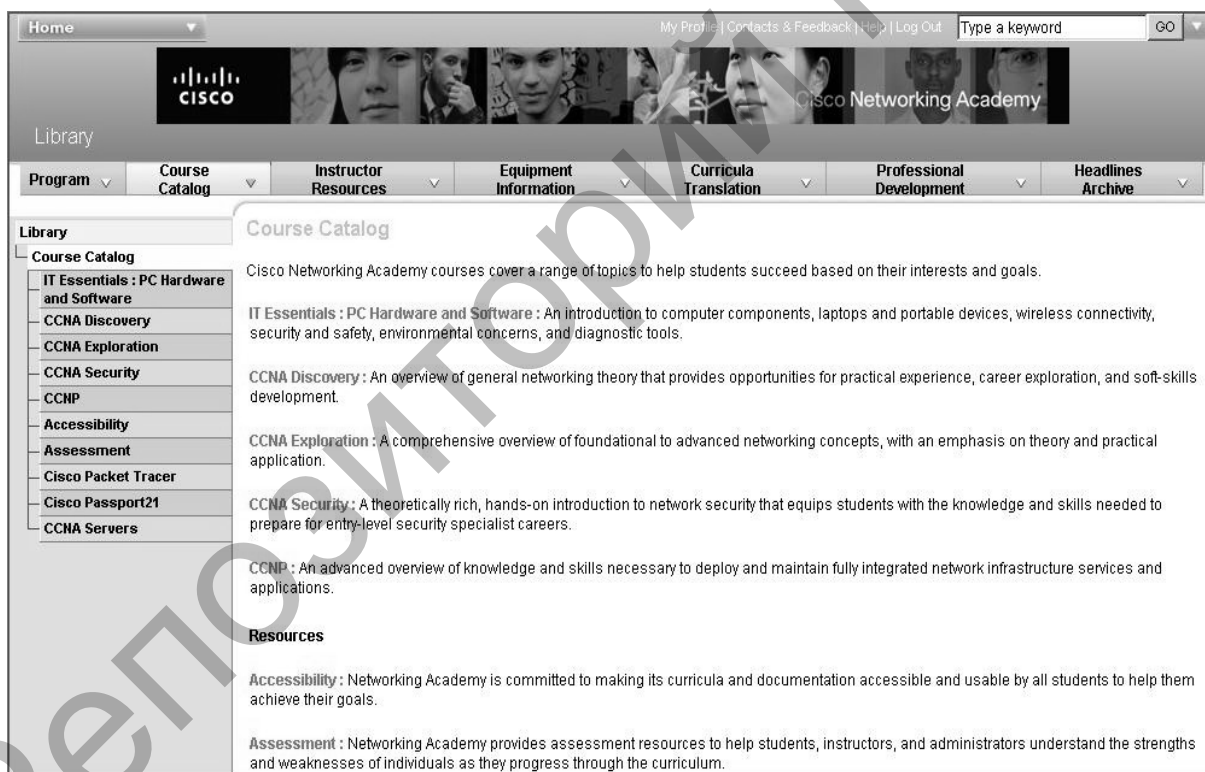 Home
My Profile | Contacts & Feedback | Help | Log Out
Type a keyword
GO
CISCO
Cisco Networking Academy
Library
Program
Course Catalog
Instructor Resources
Equipment Information
Curricula Translation
Professional Development
Headlines Archive
Library
Course Catalog
IT Essentials : PC Hardware
and Software
CCNA Discovery
CCNA Exploration
CCNA Security
CCNP
Accessibility
Assessment
Cisco Packet Tracer
Cisco Passport21
CCNA Servers
Course Catalog
Cisco Networking Academy courses cover a range of topics to help students succeed based on their interests and goals.
IT Essentials : PC Hardware and Software : An introduction to computer components, laptops and portable devices, wireless connectivity,
security and safety, environmental concerns, and diagnostic tools.
CCNA Discovery : An overview of general networking theory that provides opportunities for practical experience, career exploration, and soft-skills
development.
CCNA Exploration : A comprehensive overview of foundational to advanced networking concepts, with an emphasis on theory and practical
application.
CCNA Security : A theoretically rich, hands-on introduction to network security that equips students with the knowledge and skills needed to
prepare for entry-level security specialist careers.
CCNP : An advanced overview of knowledge and skills necessary to deploy and maintain fully integrated network infrastructure services and
applications.
Resources
Accessibility : Networking Academy is committed to making its curricula and documentation accessible and usable by all students to help them
achieve their goals.
Assessment : Networking Academy provides assessment resources to help students, instructors, and administrators understand the strengths
and weaknesses of individuals as they progress through the curriculum.
Репозиторий